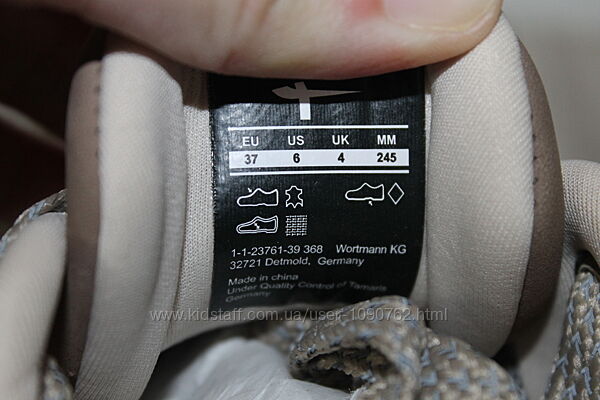 EU US UK MM
37 6 4 245
1-1-23761-39 368 Wortmann KG
32721 Detmold, Germany
Made in china
Under Quality Control of Tamaris
Germany
www.kidstaff.com.ua/user-1090762.html